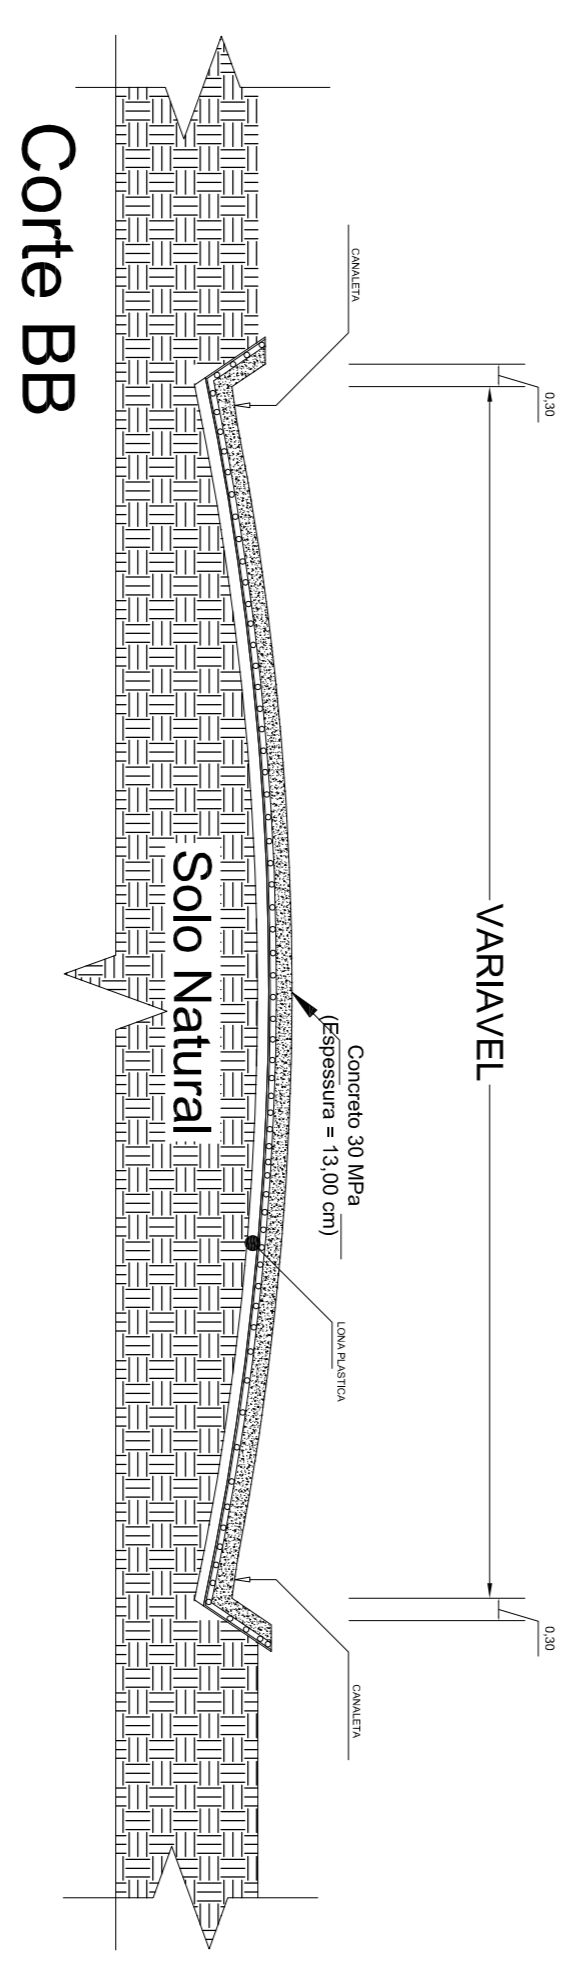 0,30
VARIAVEL
0,30
CANALETA
Concreto 30 MPa
(Espessura = 13,00 cm)
LONA PLASTICA
CANALETA
Solo Natural
Corte BB